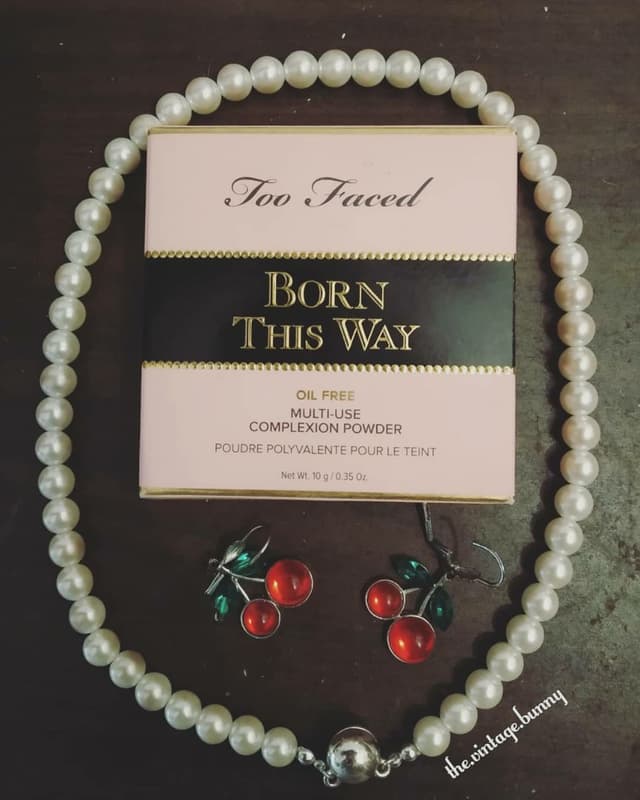 Too Faced
BORN
THIS WAY
OIL FREE
MULTI-USE
COMPLEXION POWDER
POUDRE POLYVALENTE POUR LE TEINT
Net Wt. 10 g / 0.35 Oz.
the.vintage.bunny